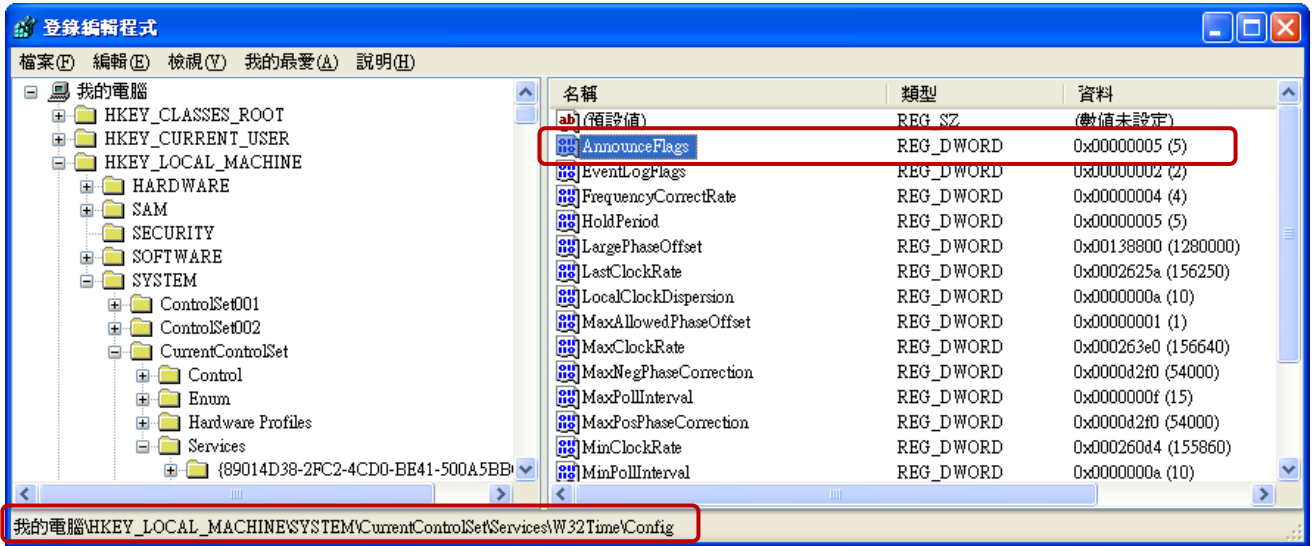 登錄編輯程式
檔案(F) 編輯(E) 檢視(V) 我的最愛(A) 說明(H)
我的電腦
HKEY_CLASSES_ROOT
HKEY_CURRENT_USER
HKEY_LOCAL_MACHINE
HARDWARE
SAM
SECURITY
SOFTWARE
SYSTEM
ControlSet001
ControlSet002
CurrentControlSet
Control
Enum
Hardware Profiles
Services
{89014D38-2FC2-4CD0-BE41-500A5BB
名稱 類型 資料
(預設值) REG_SZ (數值未設定)
AnnounceFlags REG_DWORD 0x00000005 (5)
EventLogFlags REG_DWORD 0x00000002 (2)
FrequencyCorrectRate REG_DWORD 0x00000004 (4)
HoldPeriod REG_DWORD 0x00000005 (5)
LargePhaseOffset REG_DWORD 0x00138800 (1280000)
LastClockRate REG_DWORD 0x0002625a (156250)
LocalClockDispersion REG_DWORD 0x0000000a (10)
MaxAllowedPhaseOffset REG_DWORD 0x00000001 (1)
MaxClockRate REG_DWORD 0x000263e0 (156640)
MaxNegPhaseCorrection REG_DWORD 0x0000d2f0 (54000)
MaxPollInterval REG_DWORD 0x0000000f (15)
MaxPosPhaseCorrection REG_DWORD 0x0000d2f0 (54000)
MinClockRate REG_DWORD 0x000260d4 (155860)
MinPollInterval REG_DWORD 0x0000000a (10)
我的電腦\HKEY_LOCAL_MACHINE\SYSTEM\CurrentControlSet\Services\W32Time\Config